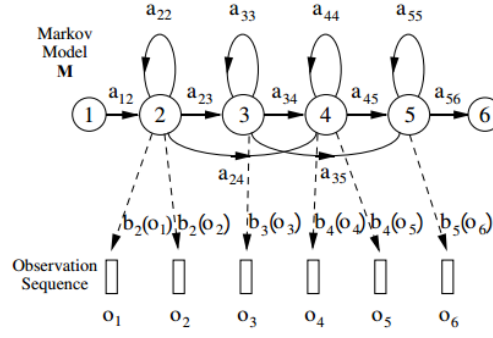 Markov
Model
M
a22 a33 a44 a55
a12 a23 a34 a45 a56
1 2 3 4 5 6
a24 a35
b2(o1) b2(o2) b3(o3) b4(o4) b4(o5) b5(o6)
Observation
Sequence
o1 o2 o3 o4 o5 o6